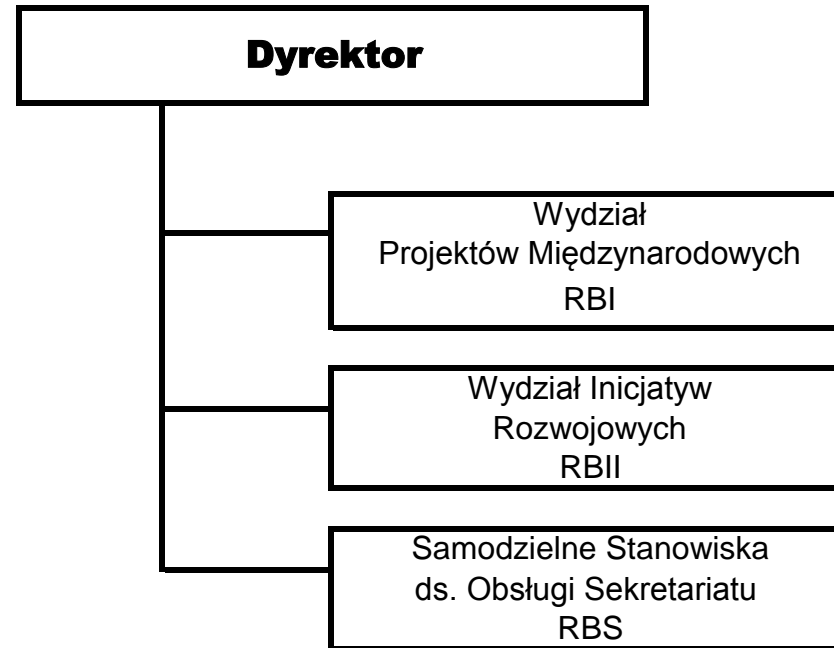 Dyrektor
Wydział
Projektów Międzynarodowych
RBI
Wydział Inicjatyw
Rozwojowych
RBII
Samodzielne Stanowiska
ds. Obsługi Sekretariatu
RBS